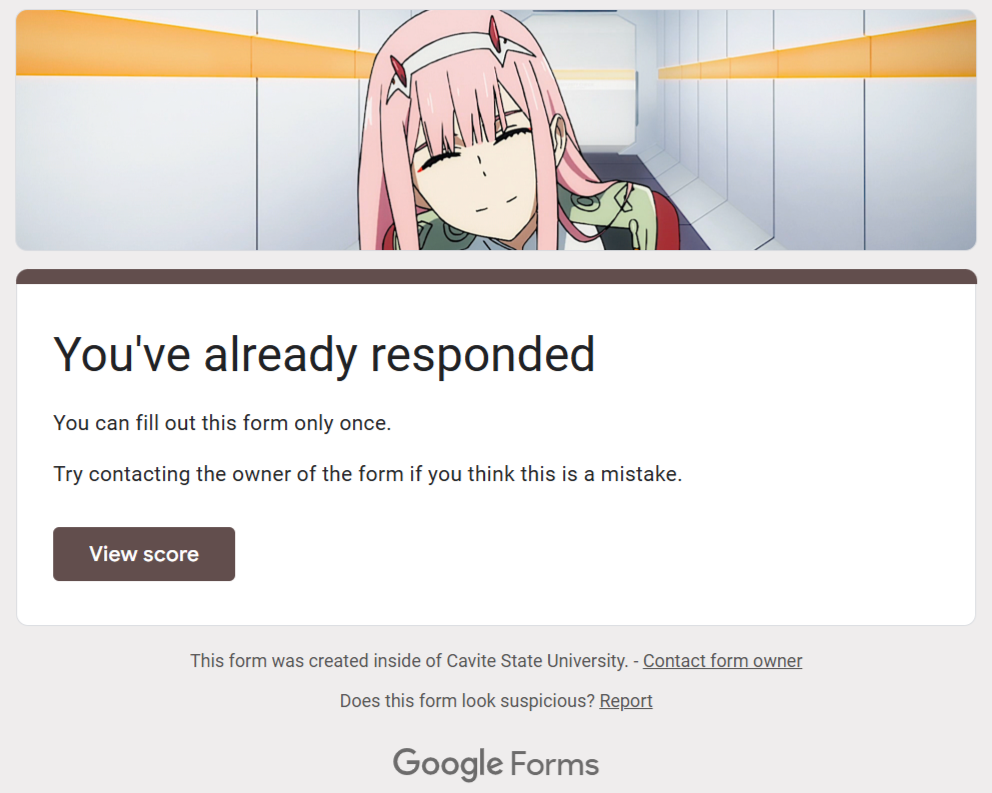 You've already responded
You can fill out this form only once.
Try contacting the owner of the form if you think this is a mistake.
View score
This form was created inside of Cavite State University. - Contact form owner
Does this form look suspicious? Report
Google Forms